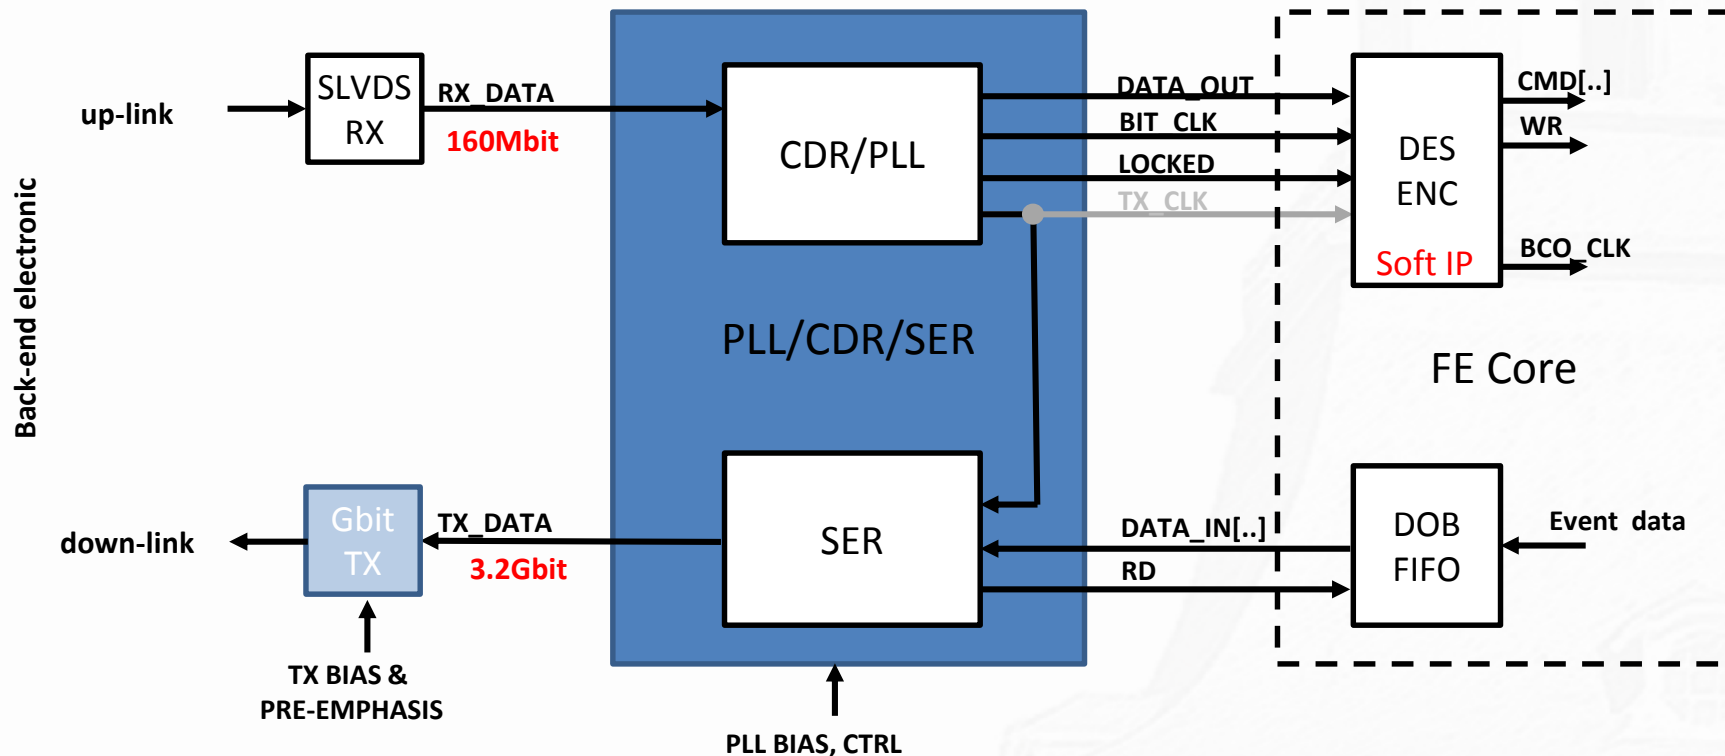 up-link
SLVDS
RX
RX_DATA
160Mbit
CDR/PLL
DATA_OUT
BIT_CLK
LOCKED
TX_CLK
DES
ENC
Soft IP
CMD[..]
WR
BCO_CLK
Back-end electronic
PLL/CDR/SER
FE Core
down-link
Gbit
TX
TX_DATA
3.2Gbit
SER
DATA_IN[..]
RD
DOB
FIFO
Event data
TX BIAS &
PRE-EMPHASIS
PLL BIAS, CTRL